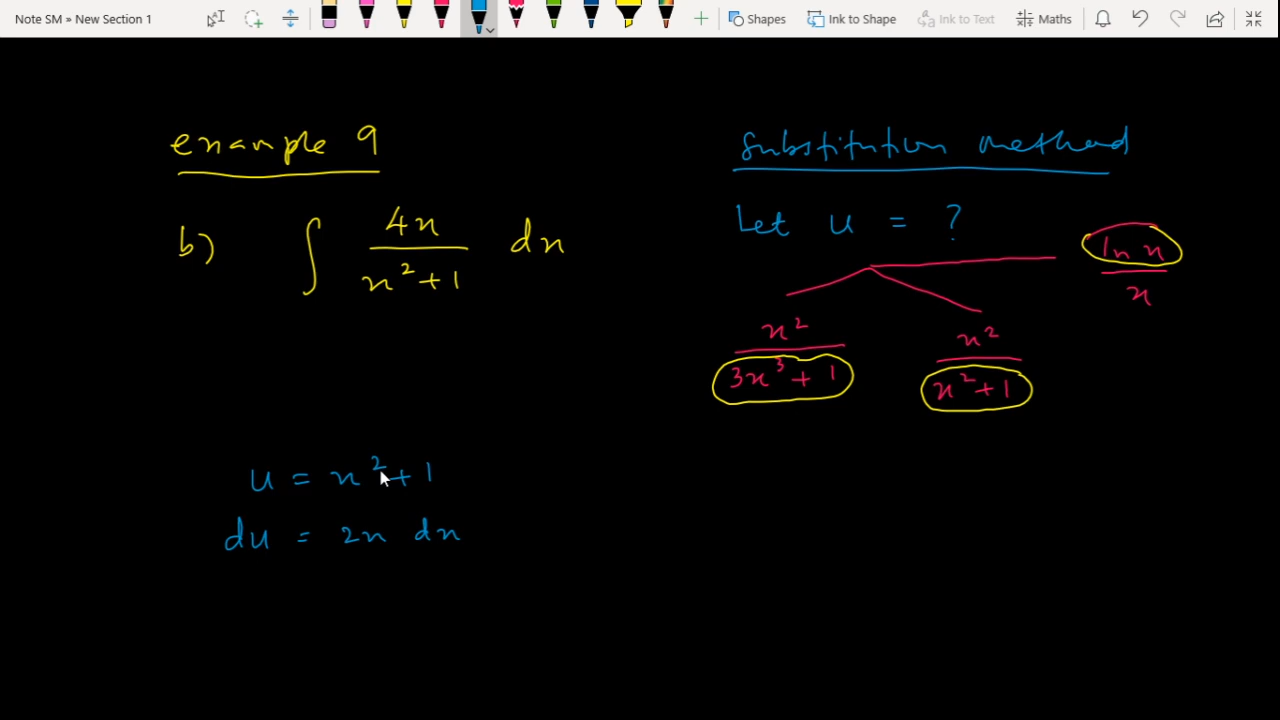 Note SM » New Section 1
Shapes
Ink to Shape
Ink to Text
Maths
example 9
b) ∫ 4x / (x² + 1) dx
u = x² + 1
du = 2x dx
Substitution method
Let u = ?
ln x / x
x² / (3x³ + 1)
x² / (x² + 1)